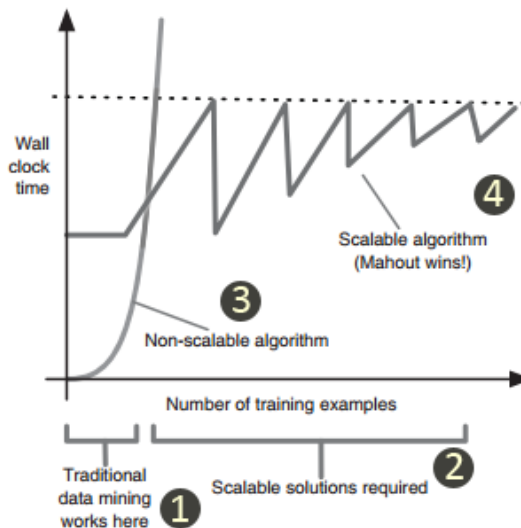 Wall
clock
time
4
Scalable algorithm
(Mahout wins!)
3
Non-scalable algorithm
Number of training examples
Traditional
data mining
works here
1
Scalable solutions required
2